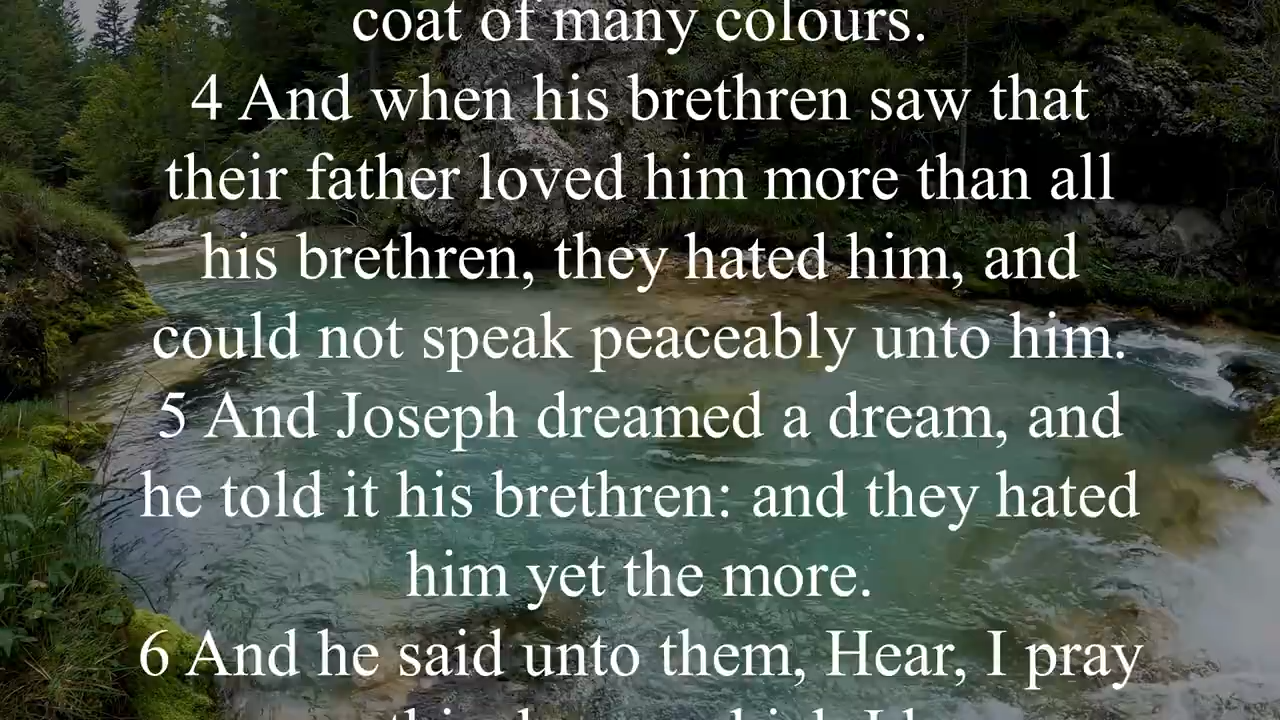 coat of many colours.
4 And when his brethren saw that
their father loved him more than all
his brethren, they hated him, and
could not speak peaceably unto him.
5 And Joseph dreamed a dream, and
he told it his brethren: and they hated
him yet the more.
6 And he said unto them, Hear, I pray